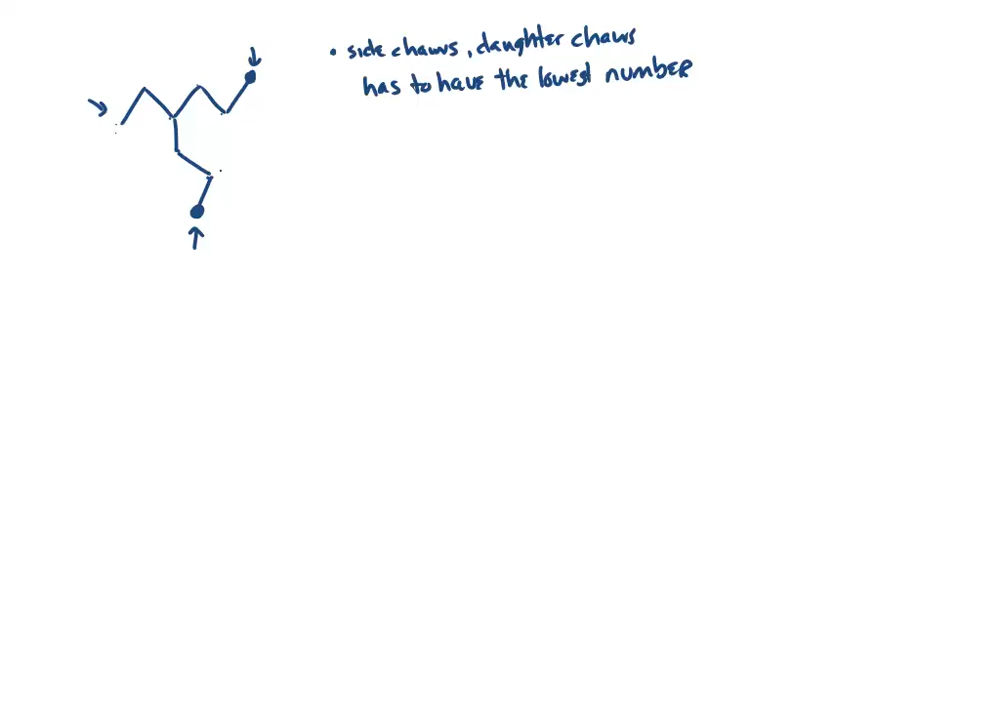 • side chains, daughter chains
has to have the lowest number